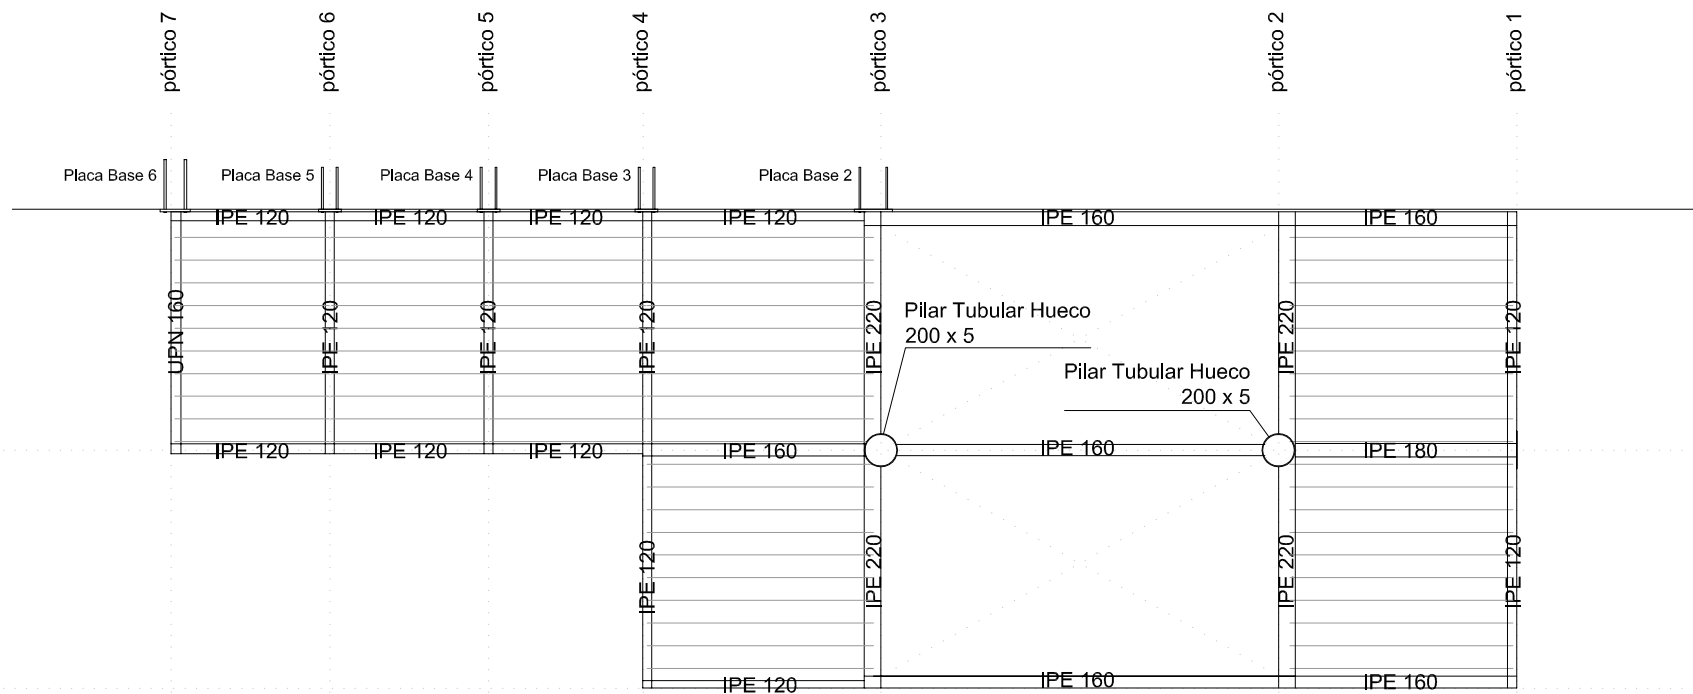 pórtico 7
pórtico 6
pórtico 5
pórtico 4
pórtico 3
pórtico 2
pórtico 1
Placa Base 6
Placa Base 5
Placa Base 4
Placa Base 3
Placa Base 2
IPE 120
IPE 120
IPE 120
IPE 120
IPE 160
IPE 160
UPN 160
IPE 120
IPE 120
IPE 120
IPE 220
Pilar Tubular Hueco
200 x 5
Pilar Tubular Hueco
200 x 5
IPE 220
IPE 120
IPE 120
IPE 120
IPE 120
IPE 160
IPE 160
IPE 180
IPE 120
IPE 220
IPE 220
IPE 120
IPE 120
IPE 160
IPE 160